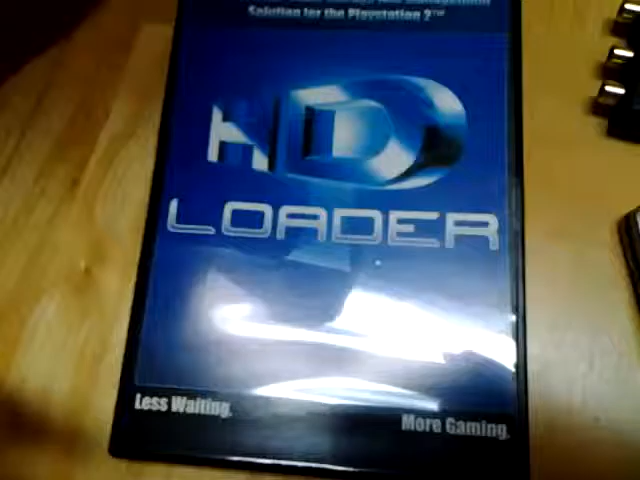 Solution for the Playstation 2™
HD
LOADER
Less Waiting.
More Gaming.